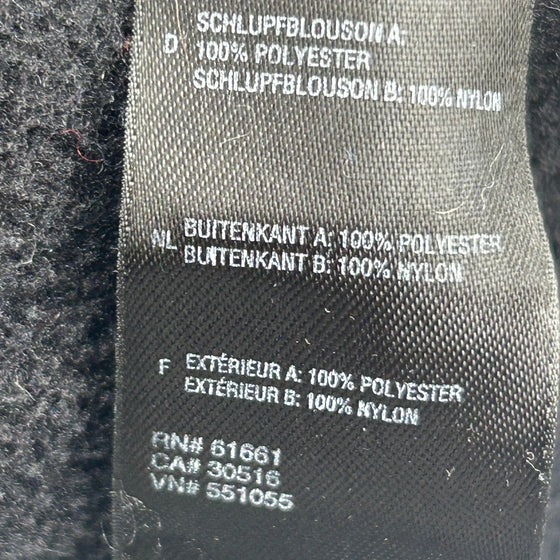 D SCHLUPFBLOUSON A:
100% POLYESTER
SCHLUPFBLOUSON B: 100% NYLON
NL BUITENKANT A: 100% POLYESTER
BUITENKANT B: 100% NYLON
F EXTÉRIEUR A: 100% POLYESTER
EXTÉRIEUR B: 100% NYLON
RN# 61661
CA# 30516
VN# 551055